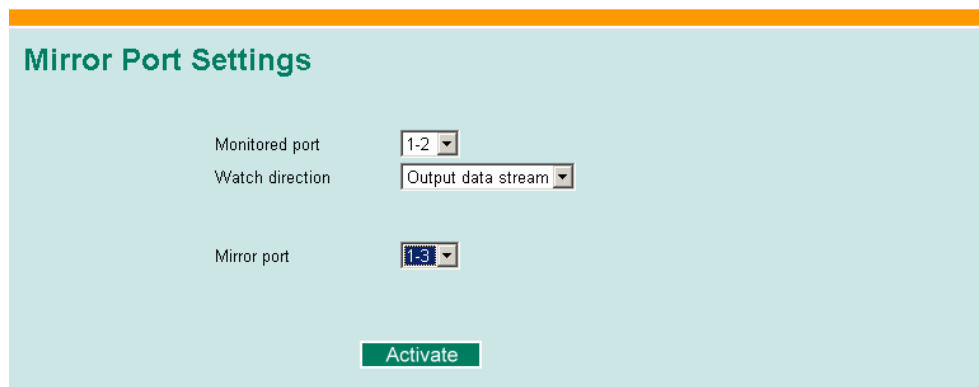 Mirror Port Settings
Monitored port 1-2
Watch direction Output data stream
Mirror port 1-3
Activate